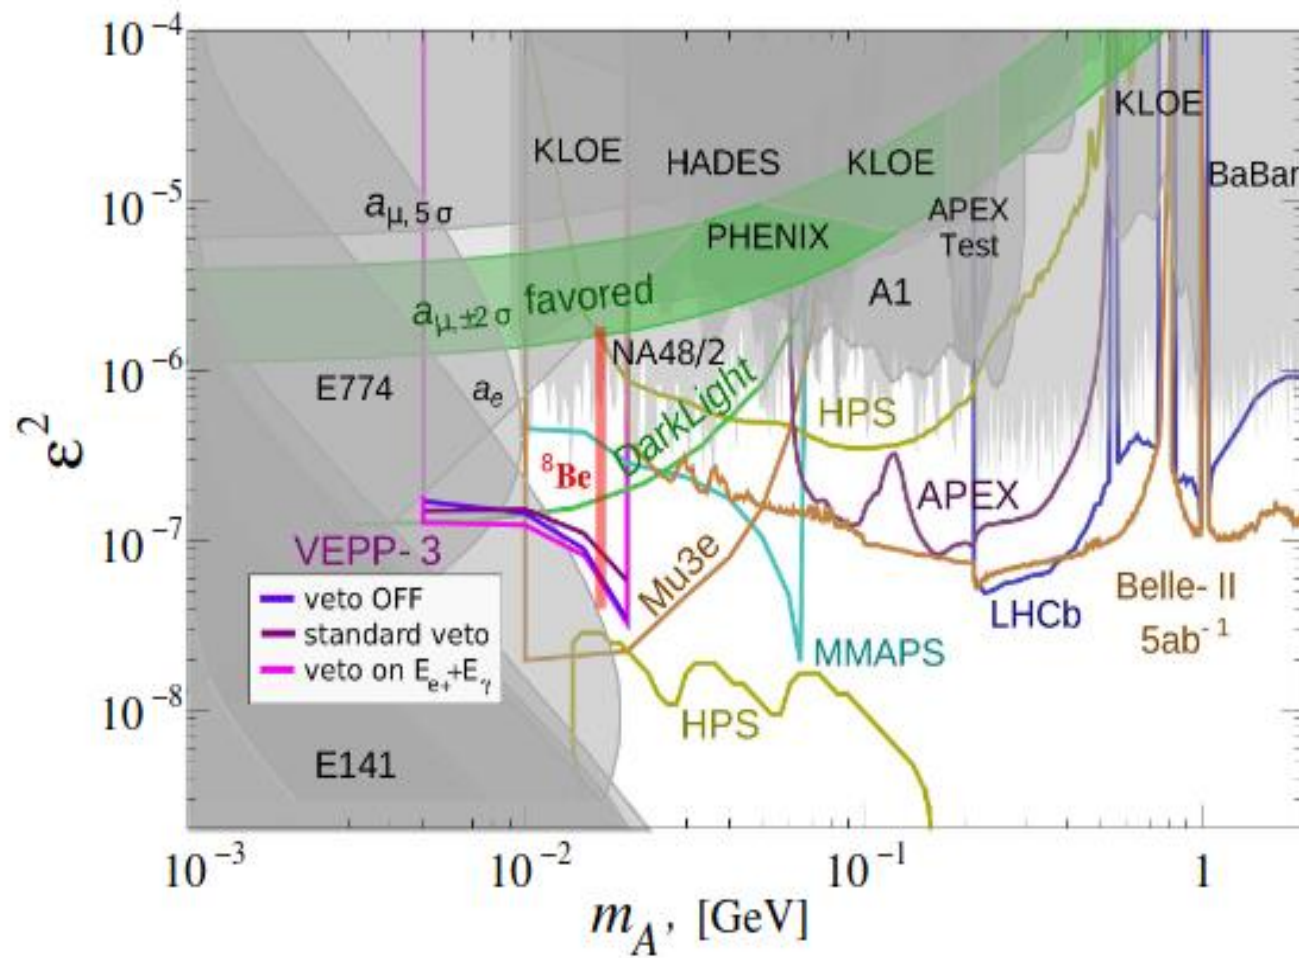 10⁻⁴
10⁻⁵
10⁻⁶
10⁻⁷
10⁻⁸
ε²
KLOE
HADES
KLOE
KLOE
BaBar
a_μ, 5σ
APEX
Test
PHENIX
A1
a_μ,±2σ favored
NA48/2
E774
a_e
DarkLight
HPS
⁸Be
APEX
VEPP-3
Mu3e
veto OFF
standard veto
veto on E_e+ + E_γ
LHCb
Belle-II
5ab⁻¹
MMAPS
HPS
E141
10⁻³
10⁻²
10⁻¹
1
m_A' [GeV]